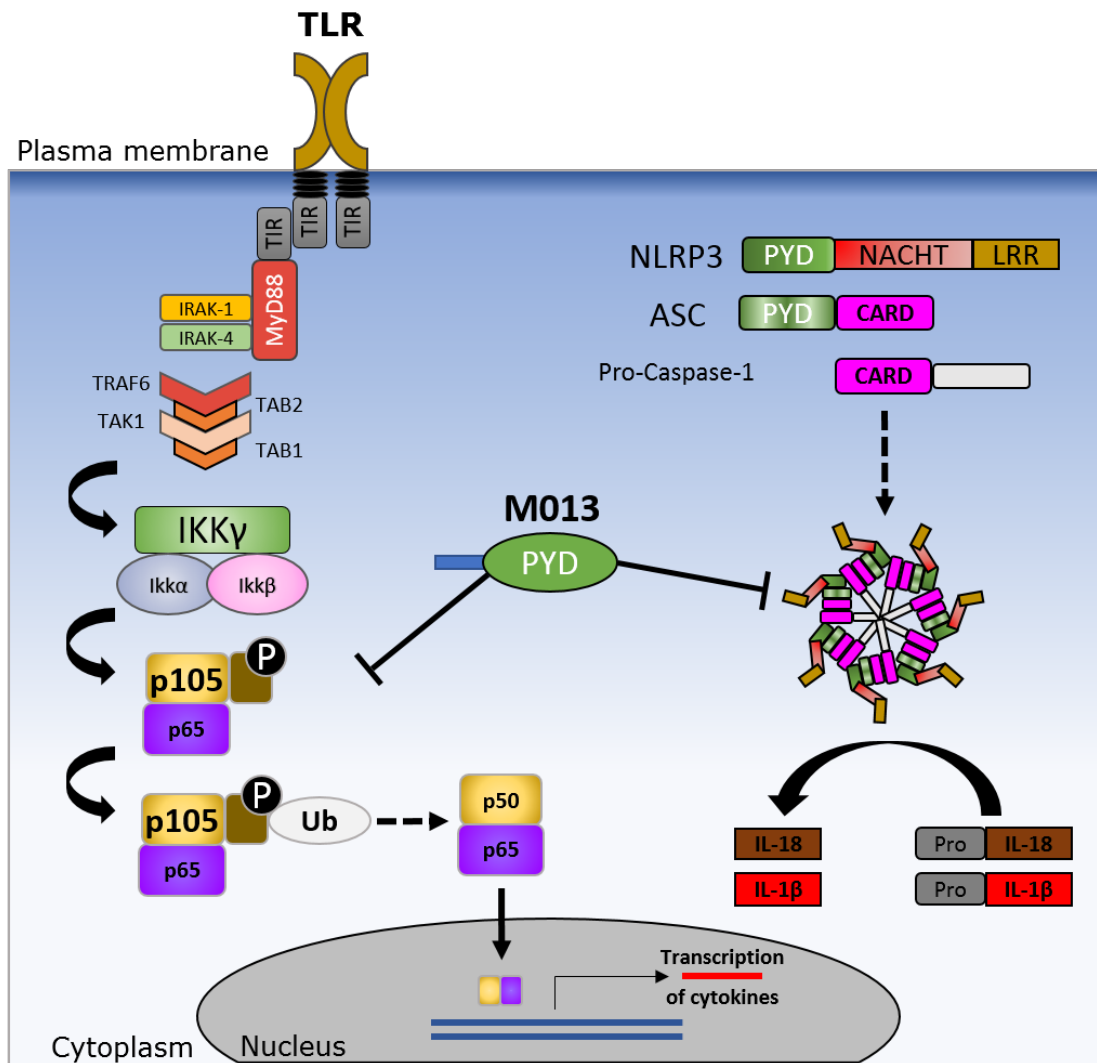 TLR
Plasma membrane
TIR
TIR
TIR
MyD88
IRAK-1
IRAK-4
TRAF6
TAB2
TAK1
TAB1
IKKγ
Ikkα
Ikkβ
P
p105
p65
P
p105
Ub
p65
p50
p65
NLRP3
PYD
NACHT
LRR
ASC
PYD
CARD
Pro-Caspase-1
CARD
M013
PYD
IL-18
Pro
IL-18
IL-1β
Pro
IL-1β
Transcription
of cytokines
Cytoplasm
Nucleus